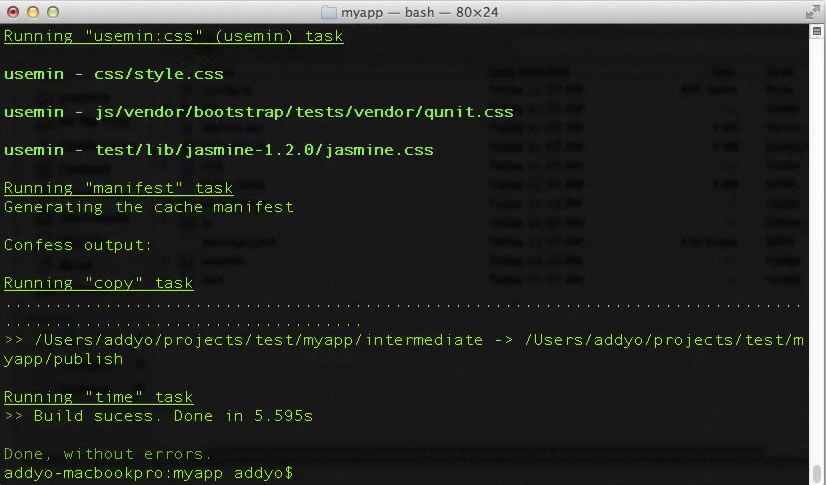 myapp — bash — 80×24
Running "usemin:css" (usemin) task
usemin - css/style.css
usemin - js/vendor/bootstrap/tests/vendor/qunit.css
usemin - test/lib/jasmine-1.2.0/jasmine.css
Running "manifest" task
Generating the cache manifest
Confess output:
Running "copy" task
................................................................................
....................................
>> /Users/addyo/projects/test/myapp/intermediate -> /Users/addyo/projects/test/m
yapp/publish
Running "time" task
>> Build sucess. Done in 5.595s
Done, without errors.
addyo-macbookpro:myapp addyo$